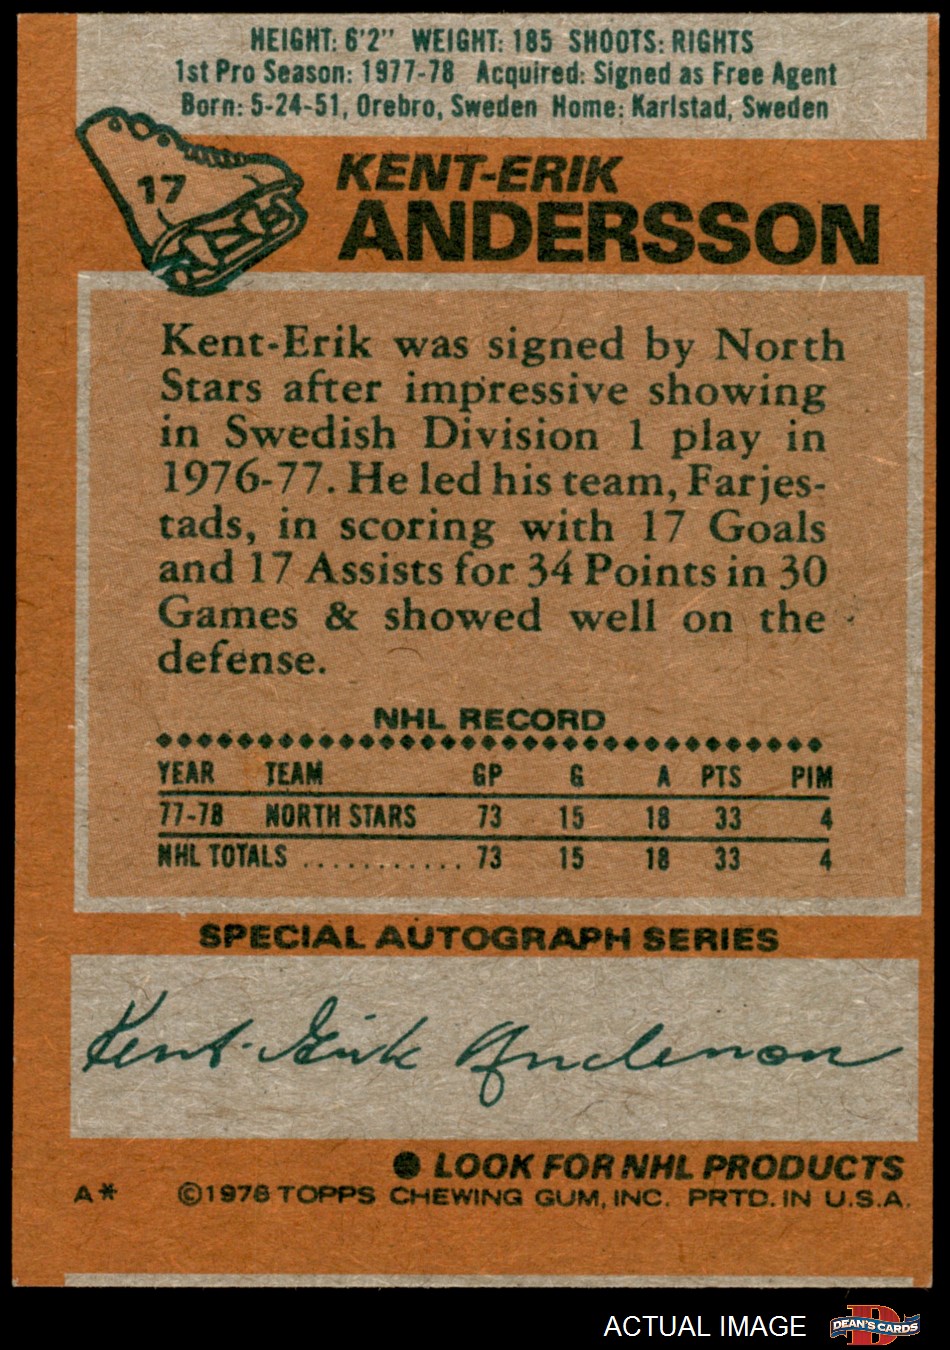 HEIGHT: 6'2" WEIGHT: 185 SHOOTS: RIGHTS
1st Pro Season: 1977-78 Acquired: Signed as Free Agent
Born: 5-24-51, Orebro, Sweden Home: Karlstad, Sweden
17
KENT-ERIK
ANDERSSON
Kent-Erik was signed by North
Stars after impressive showing
in Swedish Division 1 play in
1976-77. He led his team, Farjes-
tads, in scoring with 17 Goals
and 17 Assists for 34 Points in 30
Games & showed well on the
defense.
NHL RECORD
YEAR TEAM GP G A PTS PIM
77-78 NORTH STARS 73 15 18 33 4
NHL TOTALS ............ 73 15 18 33 4
SPECIAL AUTOGRAPH SERIES
Kent-Erik Andersson
● LOOK FOR NHL PRODUCTS
A* ©1978 TOPPS CHEWING GUM, INC. PRTD. IN U.S.A.
ACTUAL IMAGE
D
DEAN'S CARDS